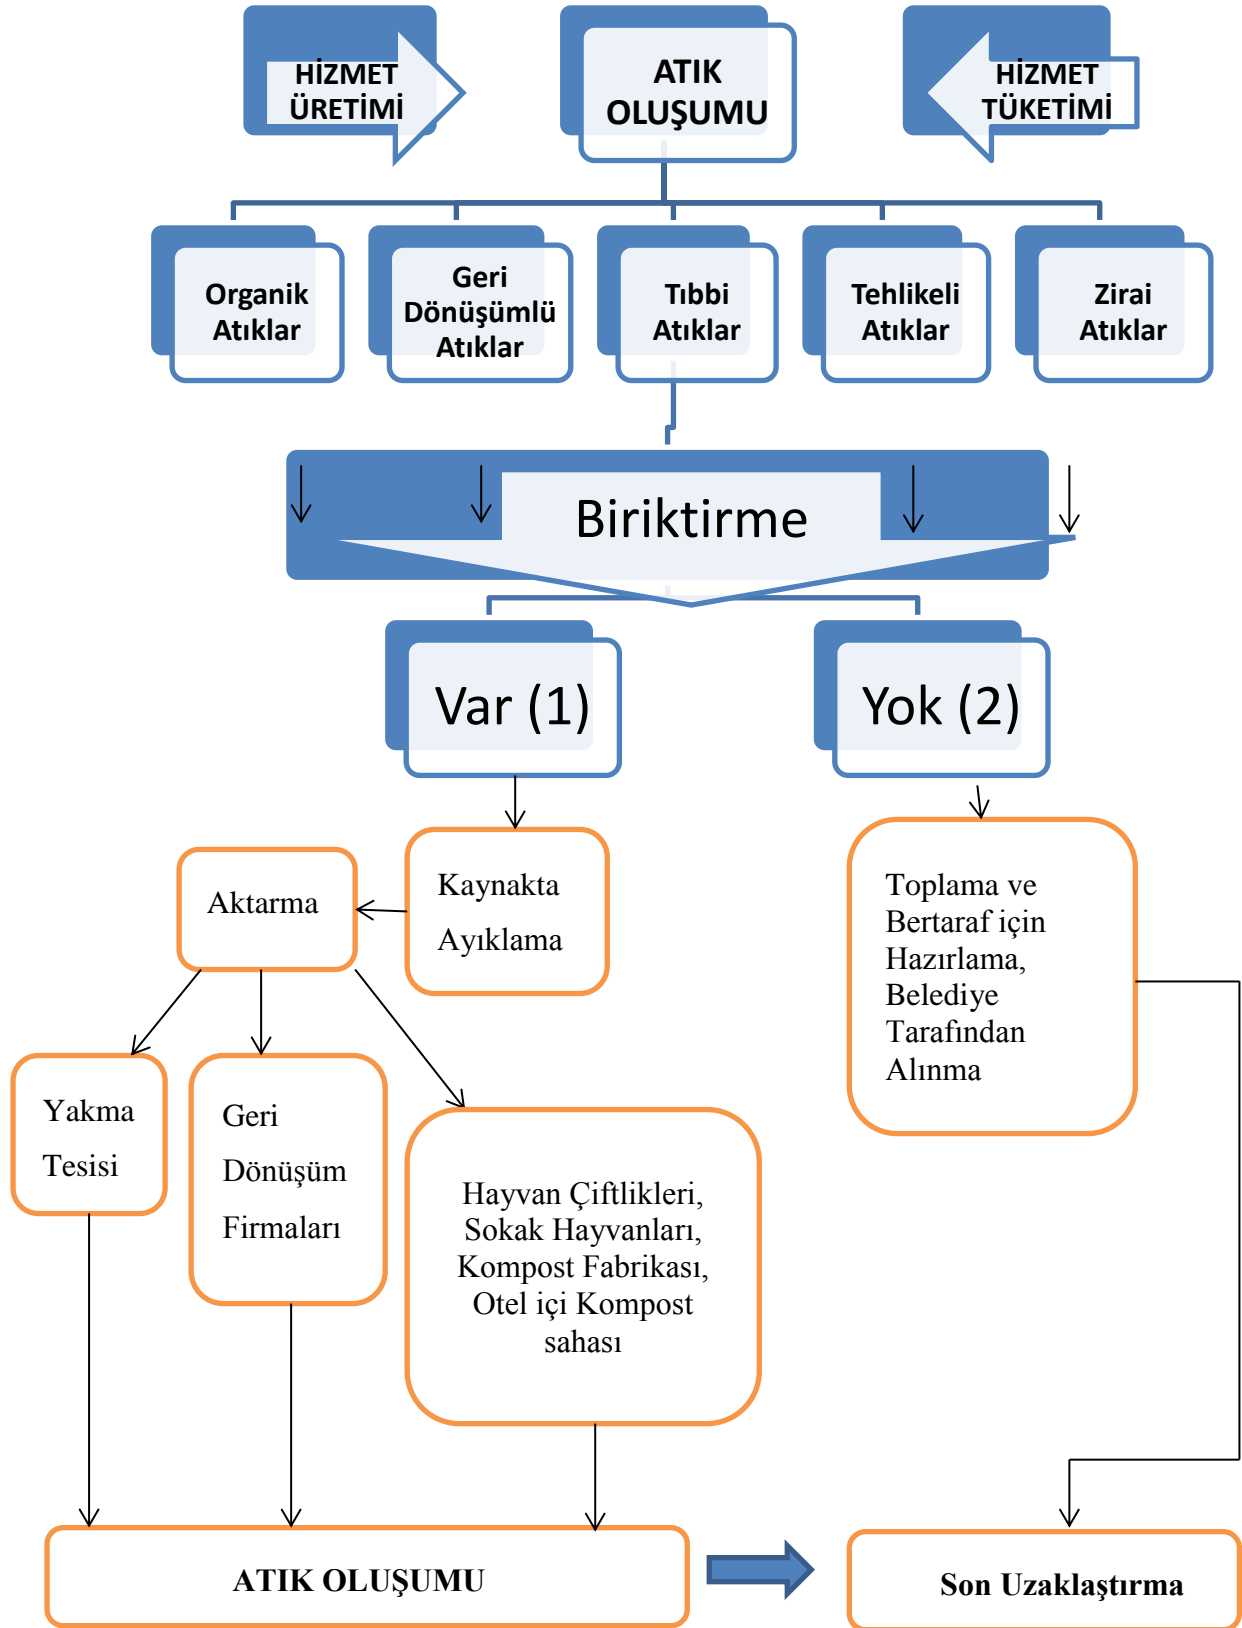 HİZMET
ÜRETİMİ
ATIK
OLUŞUMU
HİZMET
TÜKETİMİ
Organik
Atıklar
Geri
Dönüşümlü
Atıklar
Tıbbi
Atıklar
Tehlikeli
Atıklar
Zirai
Atıklar
Biriktirme
Var (1)
Yok (2)
Aktarma
Kaynakta
Ayıklama
Toplama ve
Bertaraf için
Hazırlama,
Belediye
Tarafından
Alınma
Yakma
Tesisi
Geri
Dönüşüm
Firmaları
Hayvan Çiftlikleri,
Sokak Hayvanları,
Kompost Fabrikası,
Otel içi Kompost
sahası
ATIK OLUŞUMU
Son Uzaklaştırma